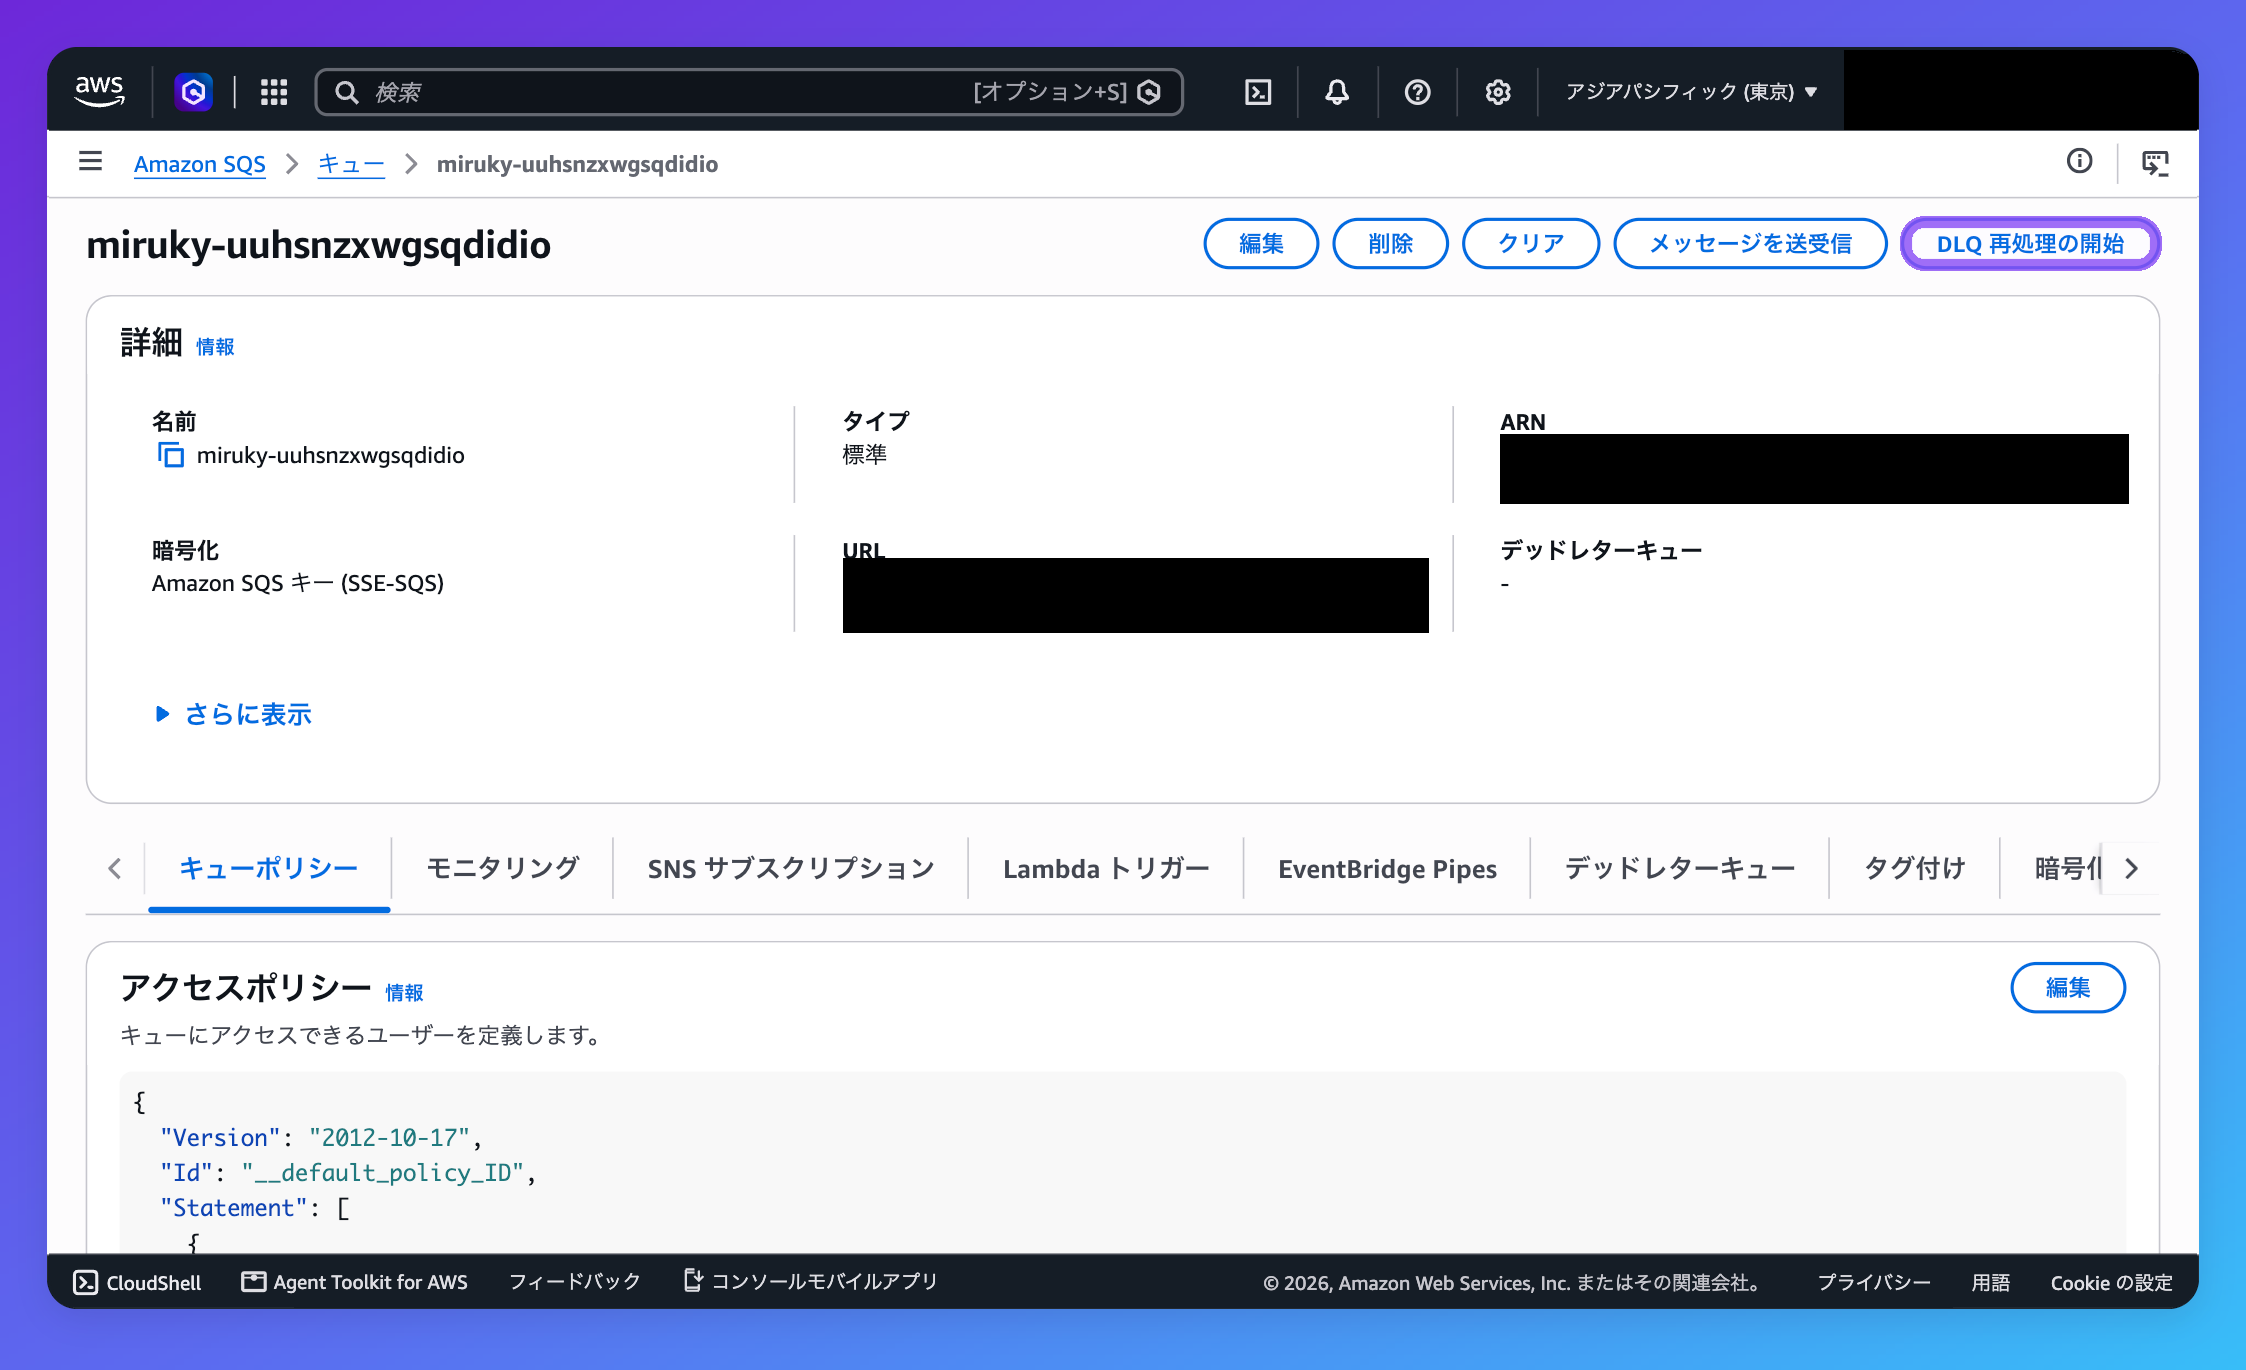 aws
検索
[オプション+S]
アジアパシフィック (東京)
Amazon SQS
キュー
miruky-uuhsnzxwgsqdidio
miruky-uuhsnzxwgsqdidio
編集
削除
クリア
メッセージを送受信
DLQ 再処理の開始
詳細 情報
名前
miruky-uuhsnzxwgsqdidio
タイプ
標準
ARN
暗号化
Amazon SQS キー (SSE-SQS)
URL
デッドレターキュー
-
さらに表示
キューポリシー
モニタリング
SNS サブスクリプション
Lambda トリガー
EventBridge Pipes
デッドレターキュー
タグ付け
暗号化
アクセスポリシー 情報
編集
キューにアクセスできるユーザーを定義します。
{
"Version": "2012-10-17",
"Id": "__default_policy_ID",
"Statement": [
{
CloudShell
Agent Toolkit for AWS
フィードバック
コンソールモバイルアプリ
© 2026, Amazon Web Services, Inc. またはその関連会社。
プライバシー
用語
Cookie の設定